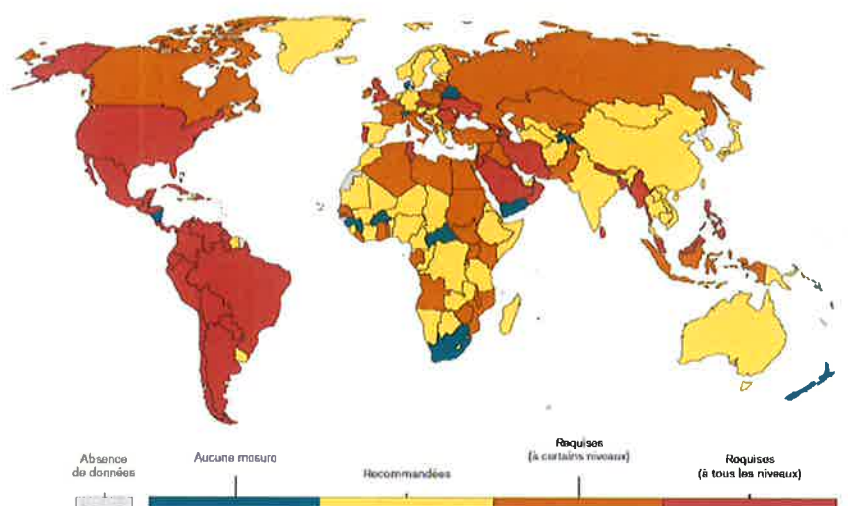 Absence
de données
Aucune mesure
Recommandées
Requises
(à certains niveaux)
Requises
(à tous les niveaux)